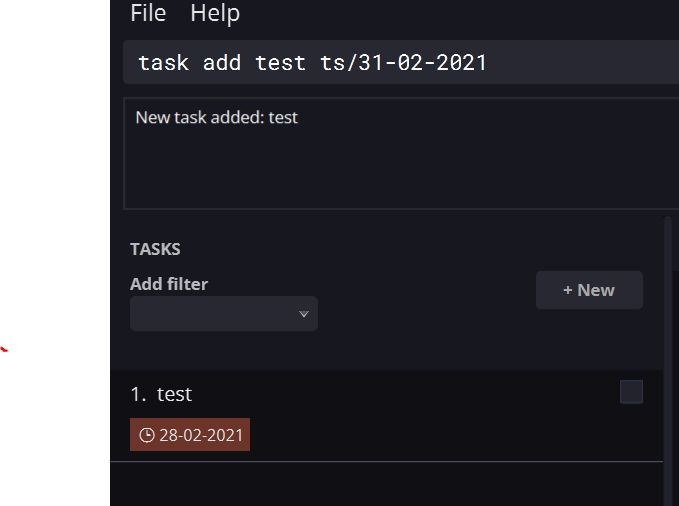 File Help
task add test ts/31-02-2021
New task added: test
TASKS
Add filter
+ New
1. test
28-02-2021